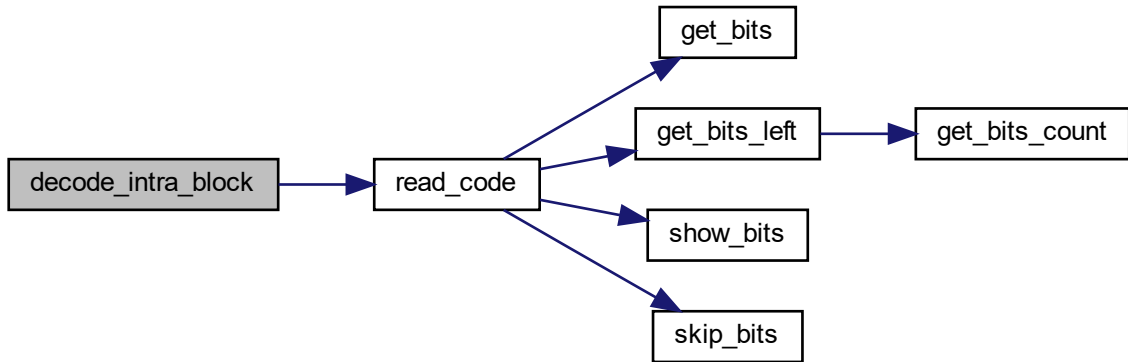 get_bits
get_bits_left
get_bits_count
decode_intra_block
read_code
show_bits
skip_bits